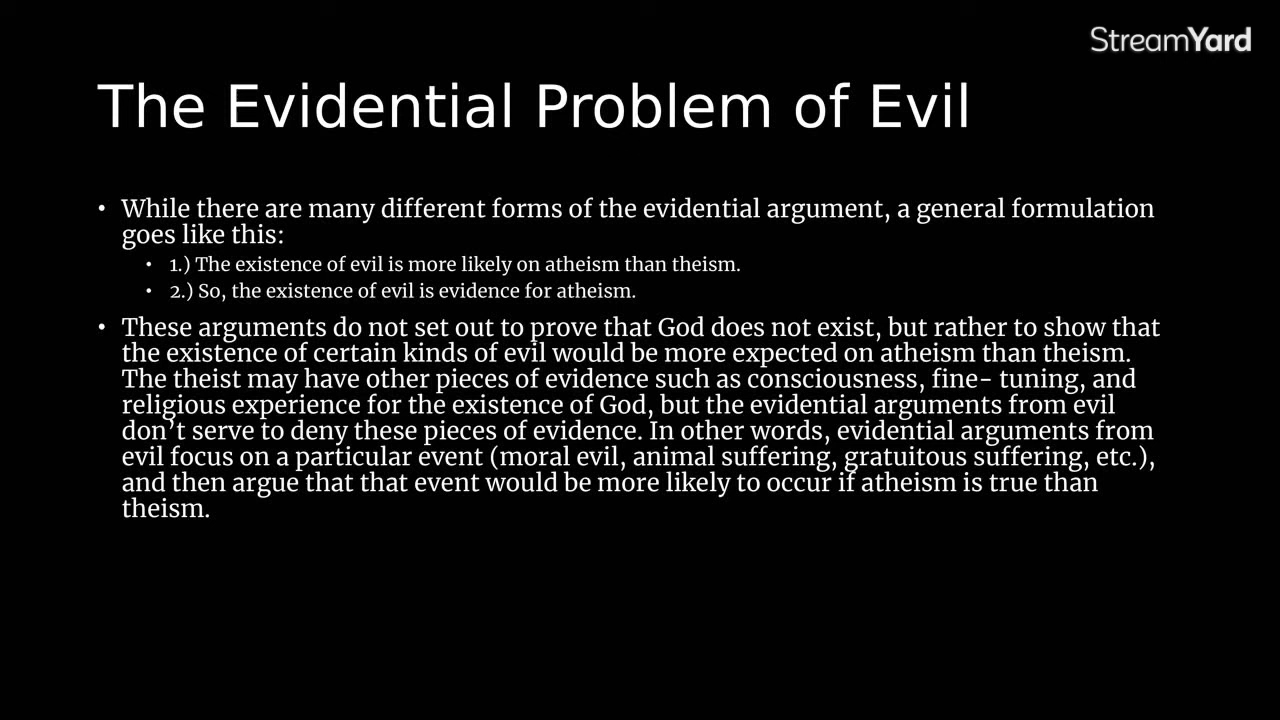 StreamYard
The Evidential Problem of Evil
• While there are many different forms of the evidential argument, a general formulation
goes like this:
• 1.) The existence of evil is more likely on atheism than theism.
• 2.) So, the existence of evil is evidence for atheism.
• These arguments do not set out to prove that God does not exist, but rather to show that
the existence of certain kinds of evil would be more expected on atheism than theism.
The theist may have other pieces of evidence such as consciousness, fine- tuning, and
religious experience for the existence of God, but the evidential arguments from evil
don’t serve to deny these pieces of evidence. In other words, evidential arguments from
evil focus on a particular event (moral evil, animal suffering, gratuitous suffering, etc.),
and then argue that that event would be more likely to occur if atheism is true than
theism.